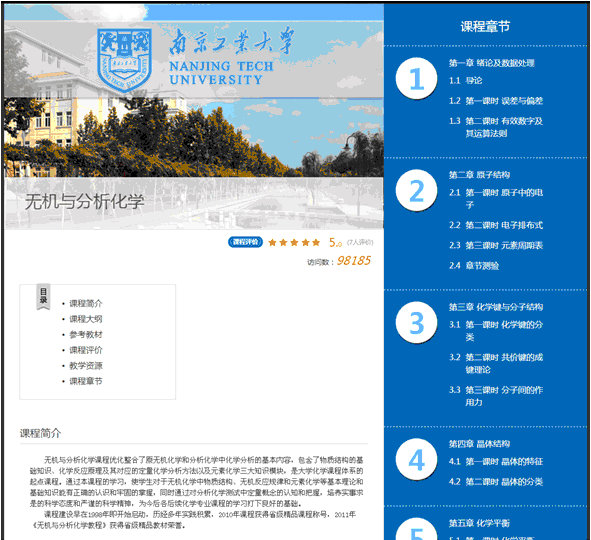 南京工业大学
NANJING TECH
UNIVERSITY
无机与分析化学
课程评价 5.0 (7人评价)
访问数：98185
目录
• 课程简介
• 课程大纲
• 参考教材
• 课程评价
• 教学资源
• 课程章节
课程简介
无机与分析化学课程优化整合了原无机化学和分析化学中化学分析的基本内容，包含了物质结构的基
础知识、化学反应原理及其对应的定量化学分析方法以及元素化学三大知识模块，是大学化学课程体系的
起点课程。通过本课程的学习，使学生对于无机化学中物质结构、无机反应规律和元素化学等基本理论和
基础知识能有正确的认识和牢固的掌握，同时通过对分析化学测试中定量概念的认知和把握，培养实事求
是的科学态度和严谨的科学精神，为今后各后续化学专业课程的学习打下良好的基础。
课程建设早在1998年即开始启动，历经多年实践积累，2010年课程获得省级精品课程称号，2011年
《无机与分析化学教程》获得省级精品教材荣誉。
课程章节
1
第一章 绪论及数据处理
1.1 导论
1.2 第一课时 误差与偏差
1.3 第二课时 有效数字及
其运算法则
2
第二章 原子结构
2.1 第一课时 原子中的电
子
2.2 第二课时 电子排布式
2.3 第三课时 元素周期表
2.4 章节测验
3
第三章 化学键与分子结构
3.1 第一课时 化学键的分
类
3.2 第二课时 共价键的成
键理论
3.3 第三课时 分子间的作
用力
4
第四章 晶体结构
4.1 第一课时 晶体的特征
4.2 第二课时 晶体的分类
5
第五章 化学平衡
5.1 第一课时 化学平衡